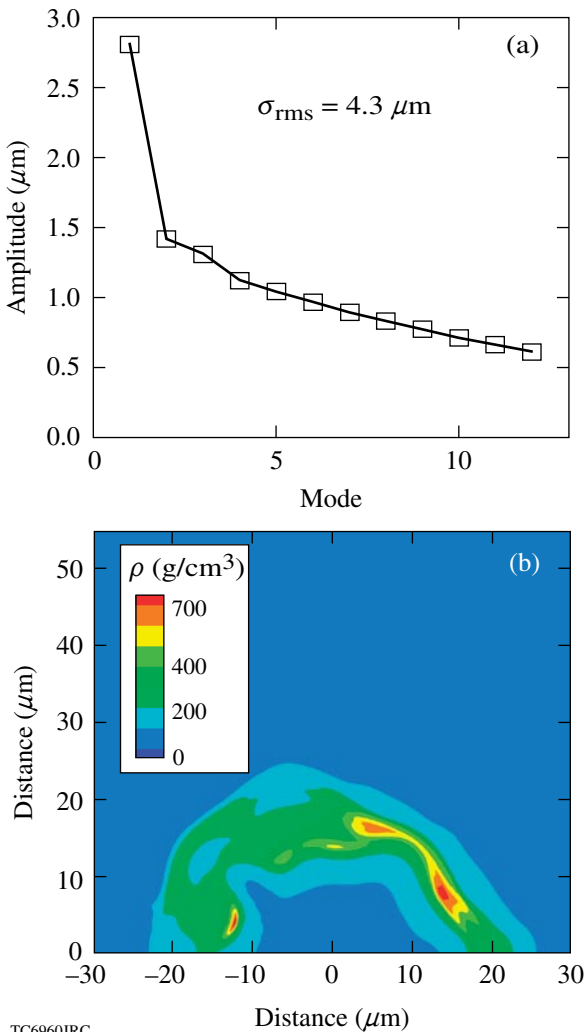 (a)
σrms = 4.3 μm
Amplitude (μm)
3.0
2.5
2.0
1.5
1.0
0.5
0.0
0 5 10
Mode
(b)
ρ (g/cm³)
700
400
200
0
Distance (μm)
50
40
30
20
10
0
–30 –20 –10 0 10 20 30
Distance (μm)
TC6960JRC